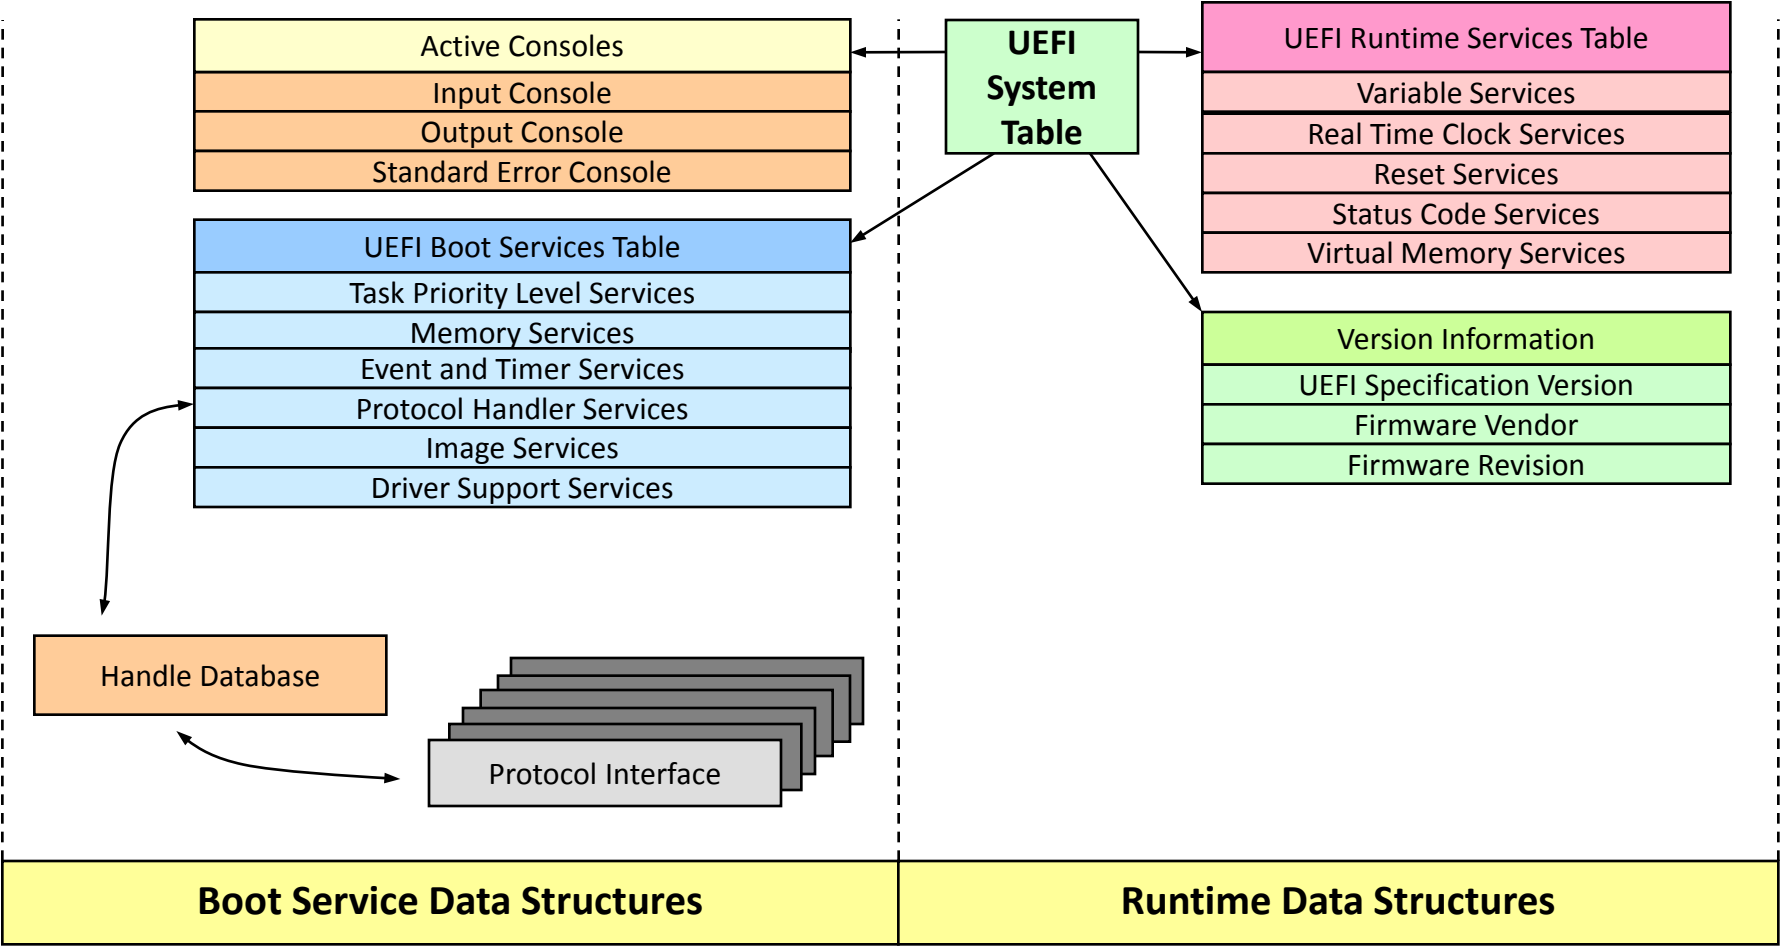 Active Consoles
Input Console
Output Console
Standard Error Console
UEFI
System
Table
UEFI Runtime Services Table
Variable Services
Real Time Clock Services
Reset Services
Status Code Services
Virtual Memory Services
UEFI Boot Services Table
Task Priority Level Services
Memory Services
Event and Timer Services
Protocol Handler Services
Image Services
Driver Support Services
Version Information
UEFI Specification Version
Firmware Vendor
Firmware Revision
Handle Database
Protocol Interface
Boot Service Data Structures
Runtime Data Structures